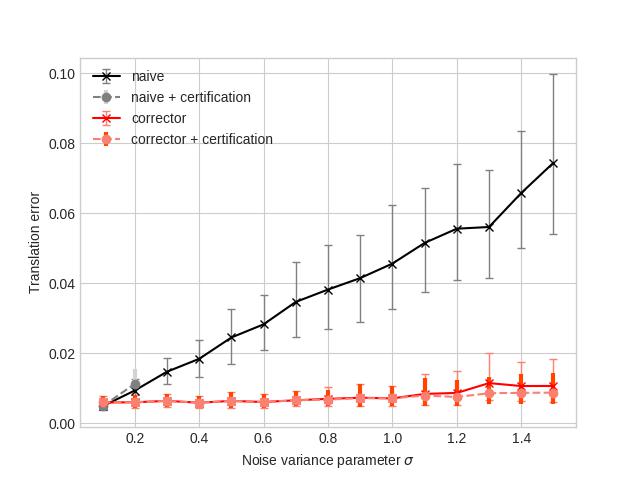 0.10
0.08
0.06
0.04
0.02
0.00
Translation error
naive
naive + certification
corrector
corrector + certification
0.2 0.4 0.6 0.8 1.0 1.2 1.4
Noise variance parameter σ